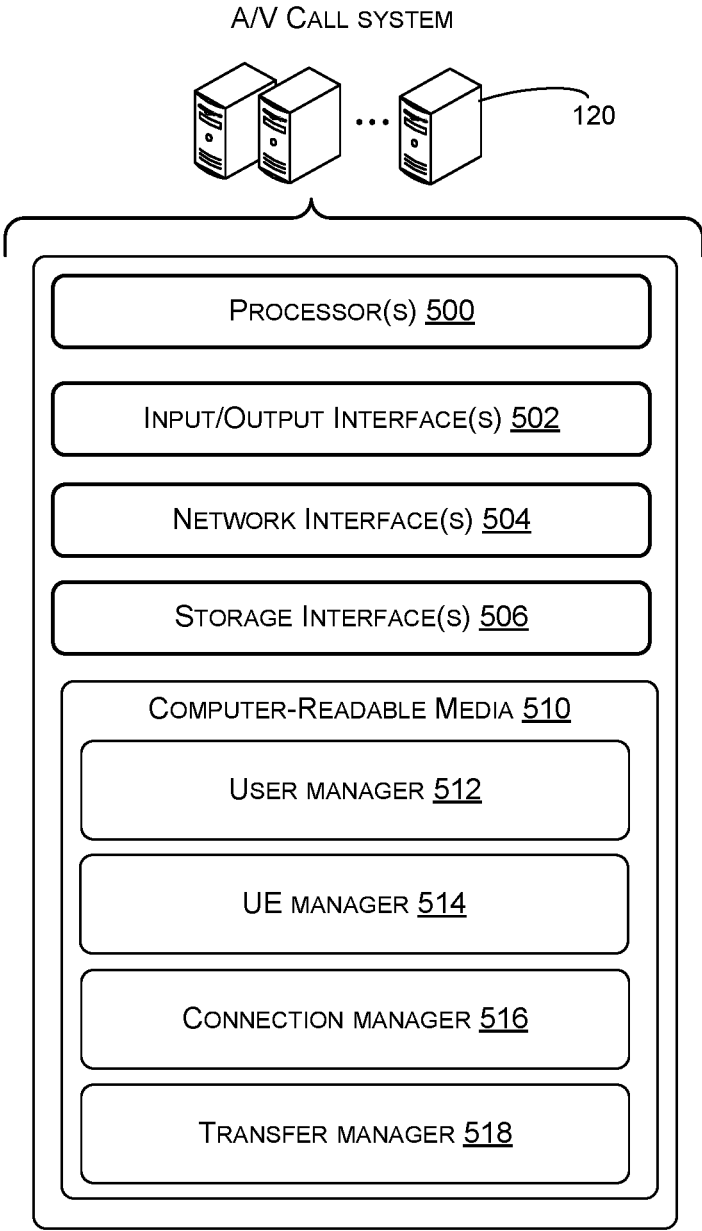 A/V CALL SYSTEM
120
PROCESSOR(S) 500
INPUT/OUTPUT INTERFACE(S) 502
NETWORK INTERFACE(S) 504
STORAGE INTERFACE(S) 506
COMPUTER-READABLE MEDIA 510
USER MANAGER 512
UE MANAGER 514
CONNECTION MANAGER 516
TRANSFER MANAGER 518